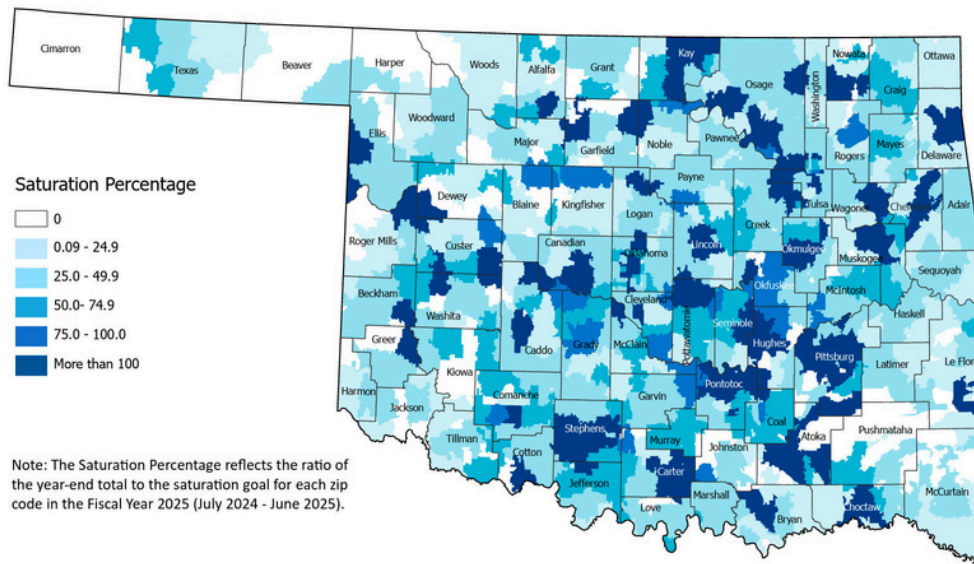 Cimarron
Texas
Beaver
Harper
Woods
Alfalfa
Grant
Kay
Osage
Washington
Nowata
Craig
Ottawa
Ellis
Woodward
Major
Garfield
Noble
Pawnee
Rogers
Mayes
Delaware
Saturation Percentage
0
0.09 - 24.9
25.0 - 49.9
50.0- 74.9
75.0 - 100.0
More than 100
Dewey
Blaine
Kingfisher
Logan
Payne
Creek
Tulsa
Wagoner
Adair
Roger Mills
Custer
Canadian
Oklahoma
Lincoln
Okmulgee
Muskogee
Sequoyah
Beckham
Washita
Caddo
Grady
Cleveland
McClain
Pottawatomie
Seminole
Okfuskee
Hughes
McIntosh
Haskell
Pittsburg
Latimer
Le Flor
Greer
Kiowa
Harmon
Jackson
Comanche
Tillman
Cotton
Stephens
Jefferson
Garvin
Murray
Carter
Love
Pontotoc
Johnston
Marshall
Coal
Atoka
Bryan
Pushmataha
Choctaw
McCurtain
Note: The Saturation Percentage reflects the ratio of
the year-end total to the saturation goal for each zip
code in the Fiscal Year 2025 (July 2024 - June 2025).